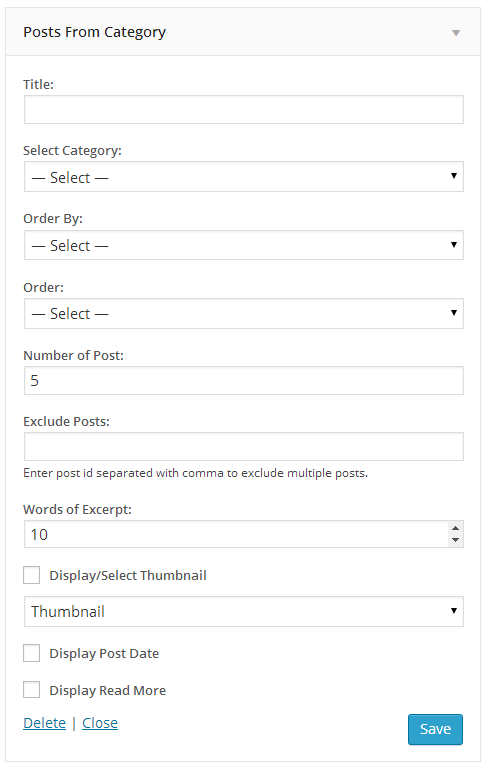 Posts From Category
Title:
Select Category:
— Select —
Order By:
— Select —
Order:
— Select —
Number of Post:
5
Exclude Posts:
Enter post id separated with comma to exclude multiple posts.
Words of Excerpt:
10
Display/Select Thumbnail
Thumbnail
Display Post Date
Display Read More
Delete | Close
Save